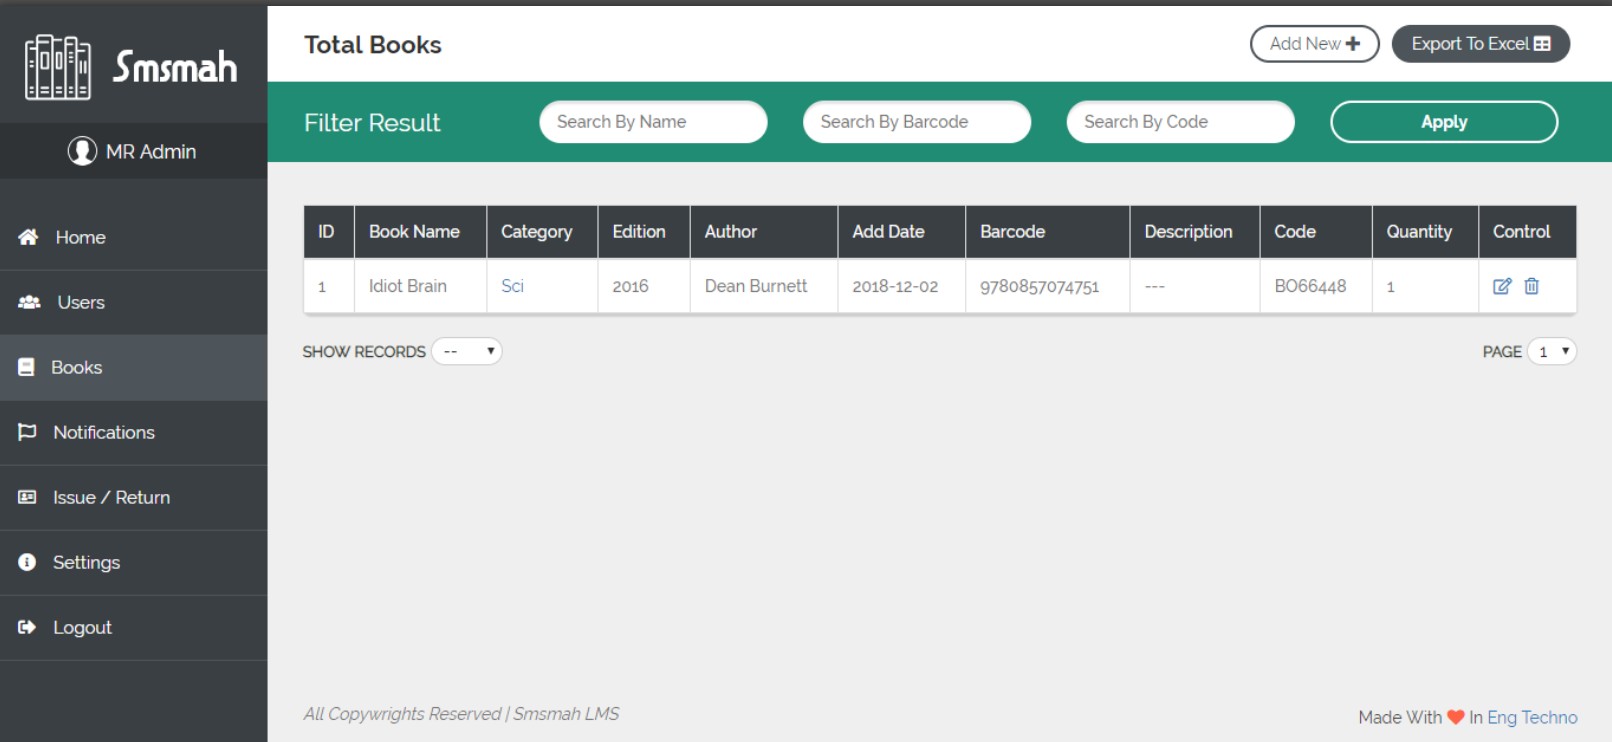 Smsmah
MR Admin
Home
Users
Books
Notifications
Issue / Return
Settings
Logout
Total Books
Add New
Export To Excel
Filter Result
Search By Name
Search By Barcode
Search By Code
Apply
ID Book Name Category Edition Author Add Date Barcode Description Code Quantity Control
1 Idiot Brain Sci 2016 Dean Burnett 2018-12-02 9780857074751 --- BO66448 1
SHOW RECORDS --
PAGE 1
All Copywrights Reserved | Smsmah LMS
Made With ❤ In Eng Techno